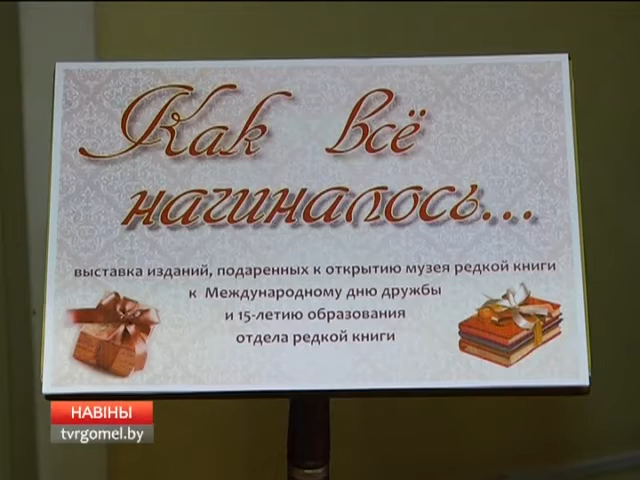 Как всё
начиналось...
выставка изданий, подаренных к открытию музея редкой книги
к Международному дню дружбы
и 15-летию образования
отдела редкой книги
НАВІНЫ
tvrgomel.by